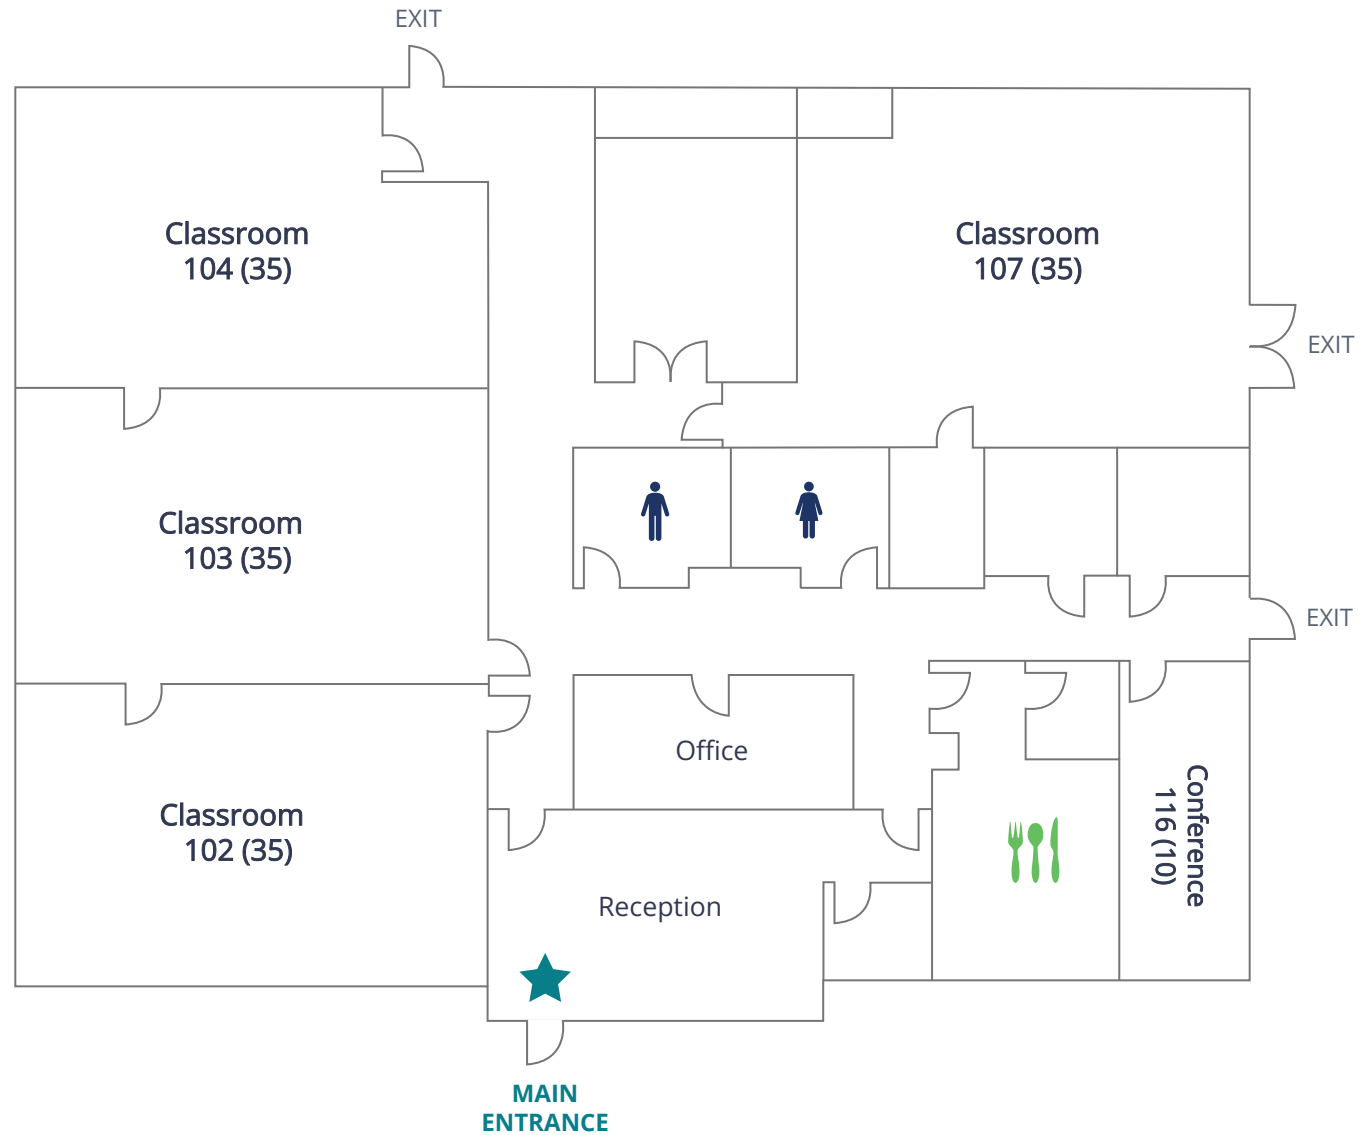 EXIT
Classroom
104 (35)
Classroom
107 (35)
EXIT
Classroom
103 (35)
EXIT
Office
Classroom
102 (35)
Conference
116 (10)
Reception
MAIN
ENTRANCE